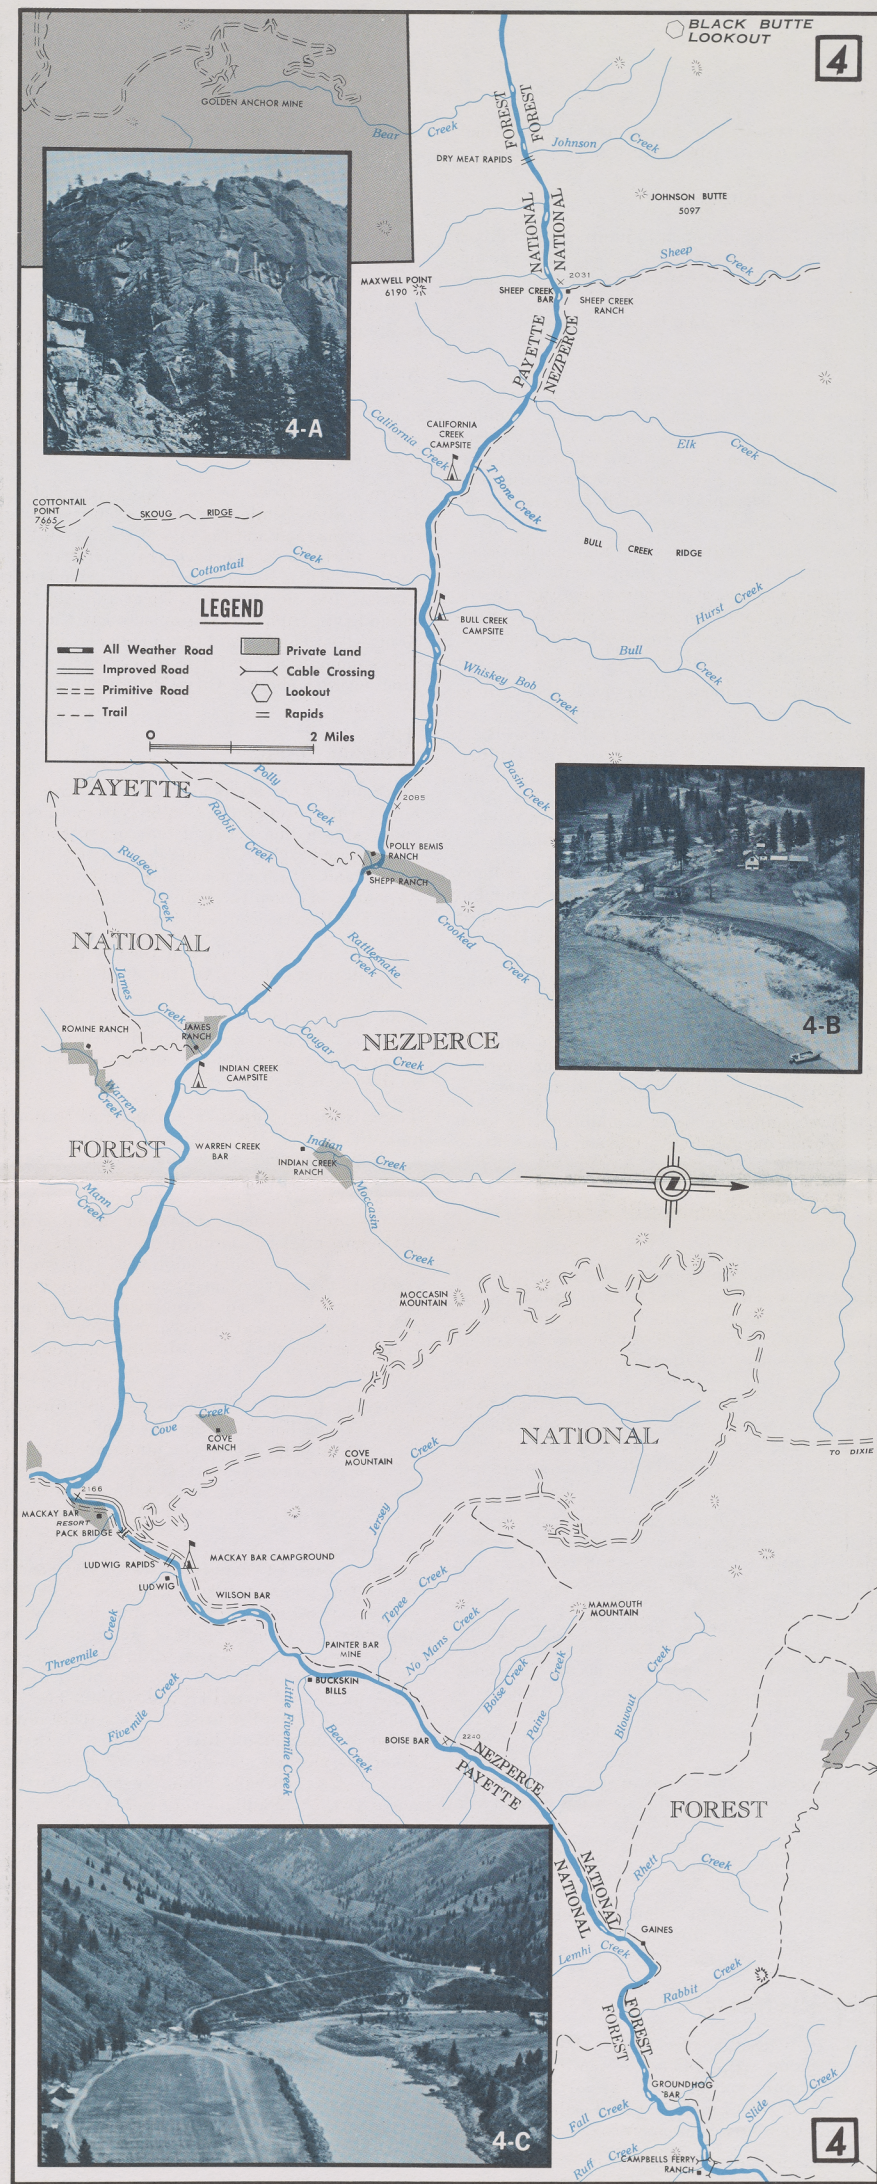 BLACK BUTTE
LOOKOUT
4
GOLDEN ANCHOR MINE
Bear Creek
FOREST
FOREST
Johnson Creek
DRY MEAT RAPIDS
NATIONAL
NATIONAL
JOHNSON BUTTE
5097
Sheep Creek
MAXWELL POINT
6190
2031
SHEEP CREEK
BAR
SHEEP CREEK
RANCH
PAYETTE
NEZPERCE
4-A
California Creek
CALIFORNIA
CREEK
CAMPSITE
Elk Creek
T Bone Creek
COTTONTAIL
POINT
7665
SKOUG RIDGE
BULL CREEK RIDGE
Cottontail Creek
Hurst Creek
BULL CREEK
CAMPSITE
Bull Creek
Whiskey Bob Creek
LEGEND
All Weather Road
Improved Road
Primitive Road
Trail
Private Land
Cable Crossing
Lookout
Rapids
0 2 Miles
PAYETTE
Polly Creek
Rabbit Creek
Basin Creek
2085
POLLY BEMIS
RANCH
SHEPP RANCH
Rugged Creek
Crooked Creek
NATIONAL
Rattlesnake
Creek
James Creek
4-B
ROMINE RANCH
JAMES
RANCH
Cougar Creek
NEZPERCE
Warren
Creek
INDIAN CREEK
CAMPSITE
FOREST
WARREN CREEK
BAR
Indian Creek
INDIAN CREEK
RANCH
Moccasin Creek
Mann
Creek
N
MOCCASIN
MOUNTAIN
Cove Creek
COVE
RANCH
COVE
MOUNTAIN
NATIONAL
TO DIXIE
Jersey Creek
2166
MACKAY BAR
RESORT
PACK BRIDGE
LUDWIG RAPIDS
MACKAY BAR CAMPGROUND
LUDWIG
WILSON BAR
Tepee Creek
MAMMOUTH
MOUNTAIN
Threemile Creek
No Mans Creek
PAINTER BAR
MINE
Fivemile Creek
BUCKSKIN
BILLS
Little Fivemile Creek
Bear Creek
Boise Creek
Paine Creek
Blowout Creek
BOISE BAR
2240
NEZPERCE
PAYETTE
FOREST
Rhett Creek
NATIONAL
NATIONAL
GAINES
Lemhi Creek
Rabbit Creek
FOREST
FOREST
GROUNDHOG
BAR
Fall Creek
Slide Creek
Ruff Creek
CAMPBELLS FERRY
RANCH
4-C
4